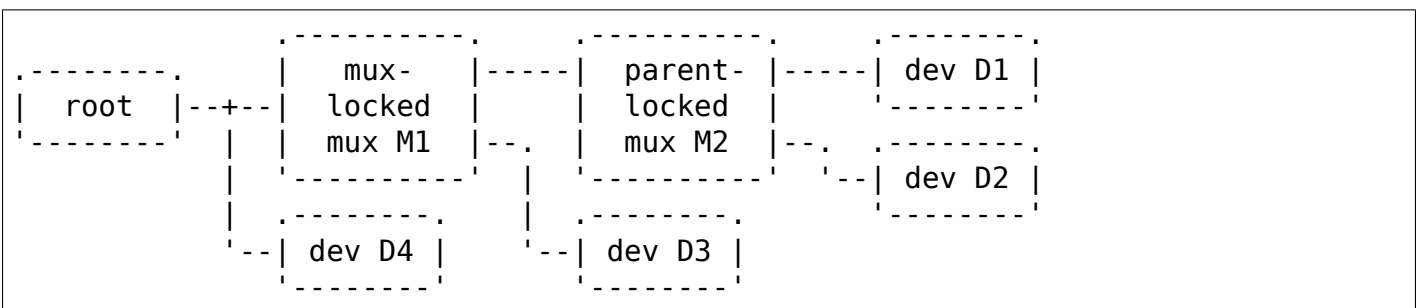 mux- parent- dev D1
root locked locked
mux M1 mux M2
dev D2
dev D4 dev D3